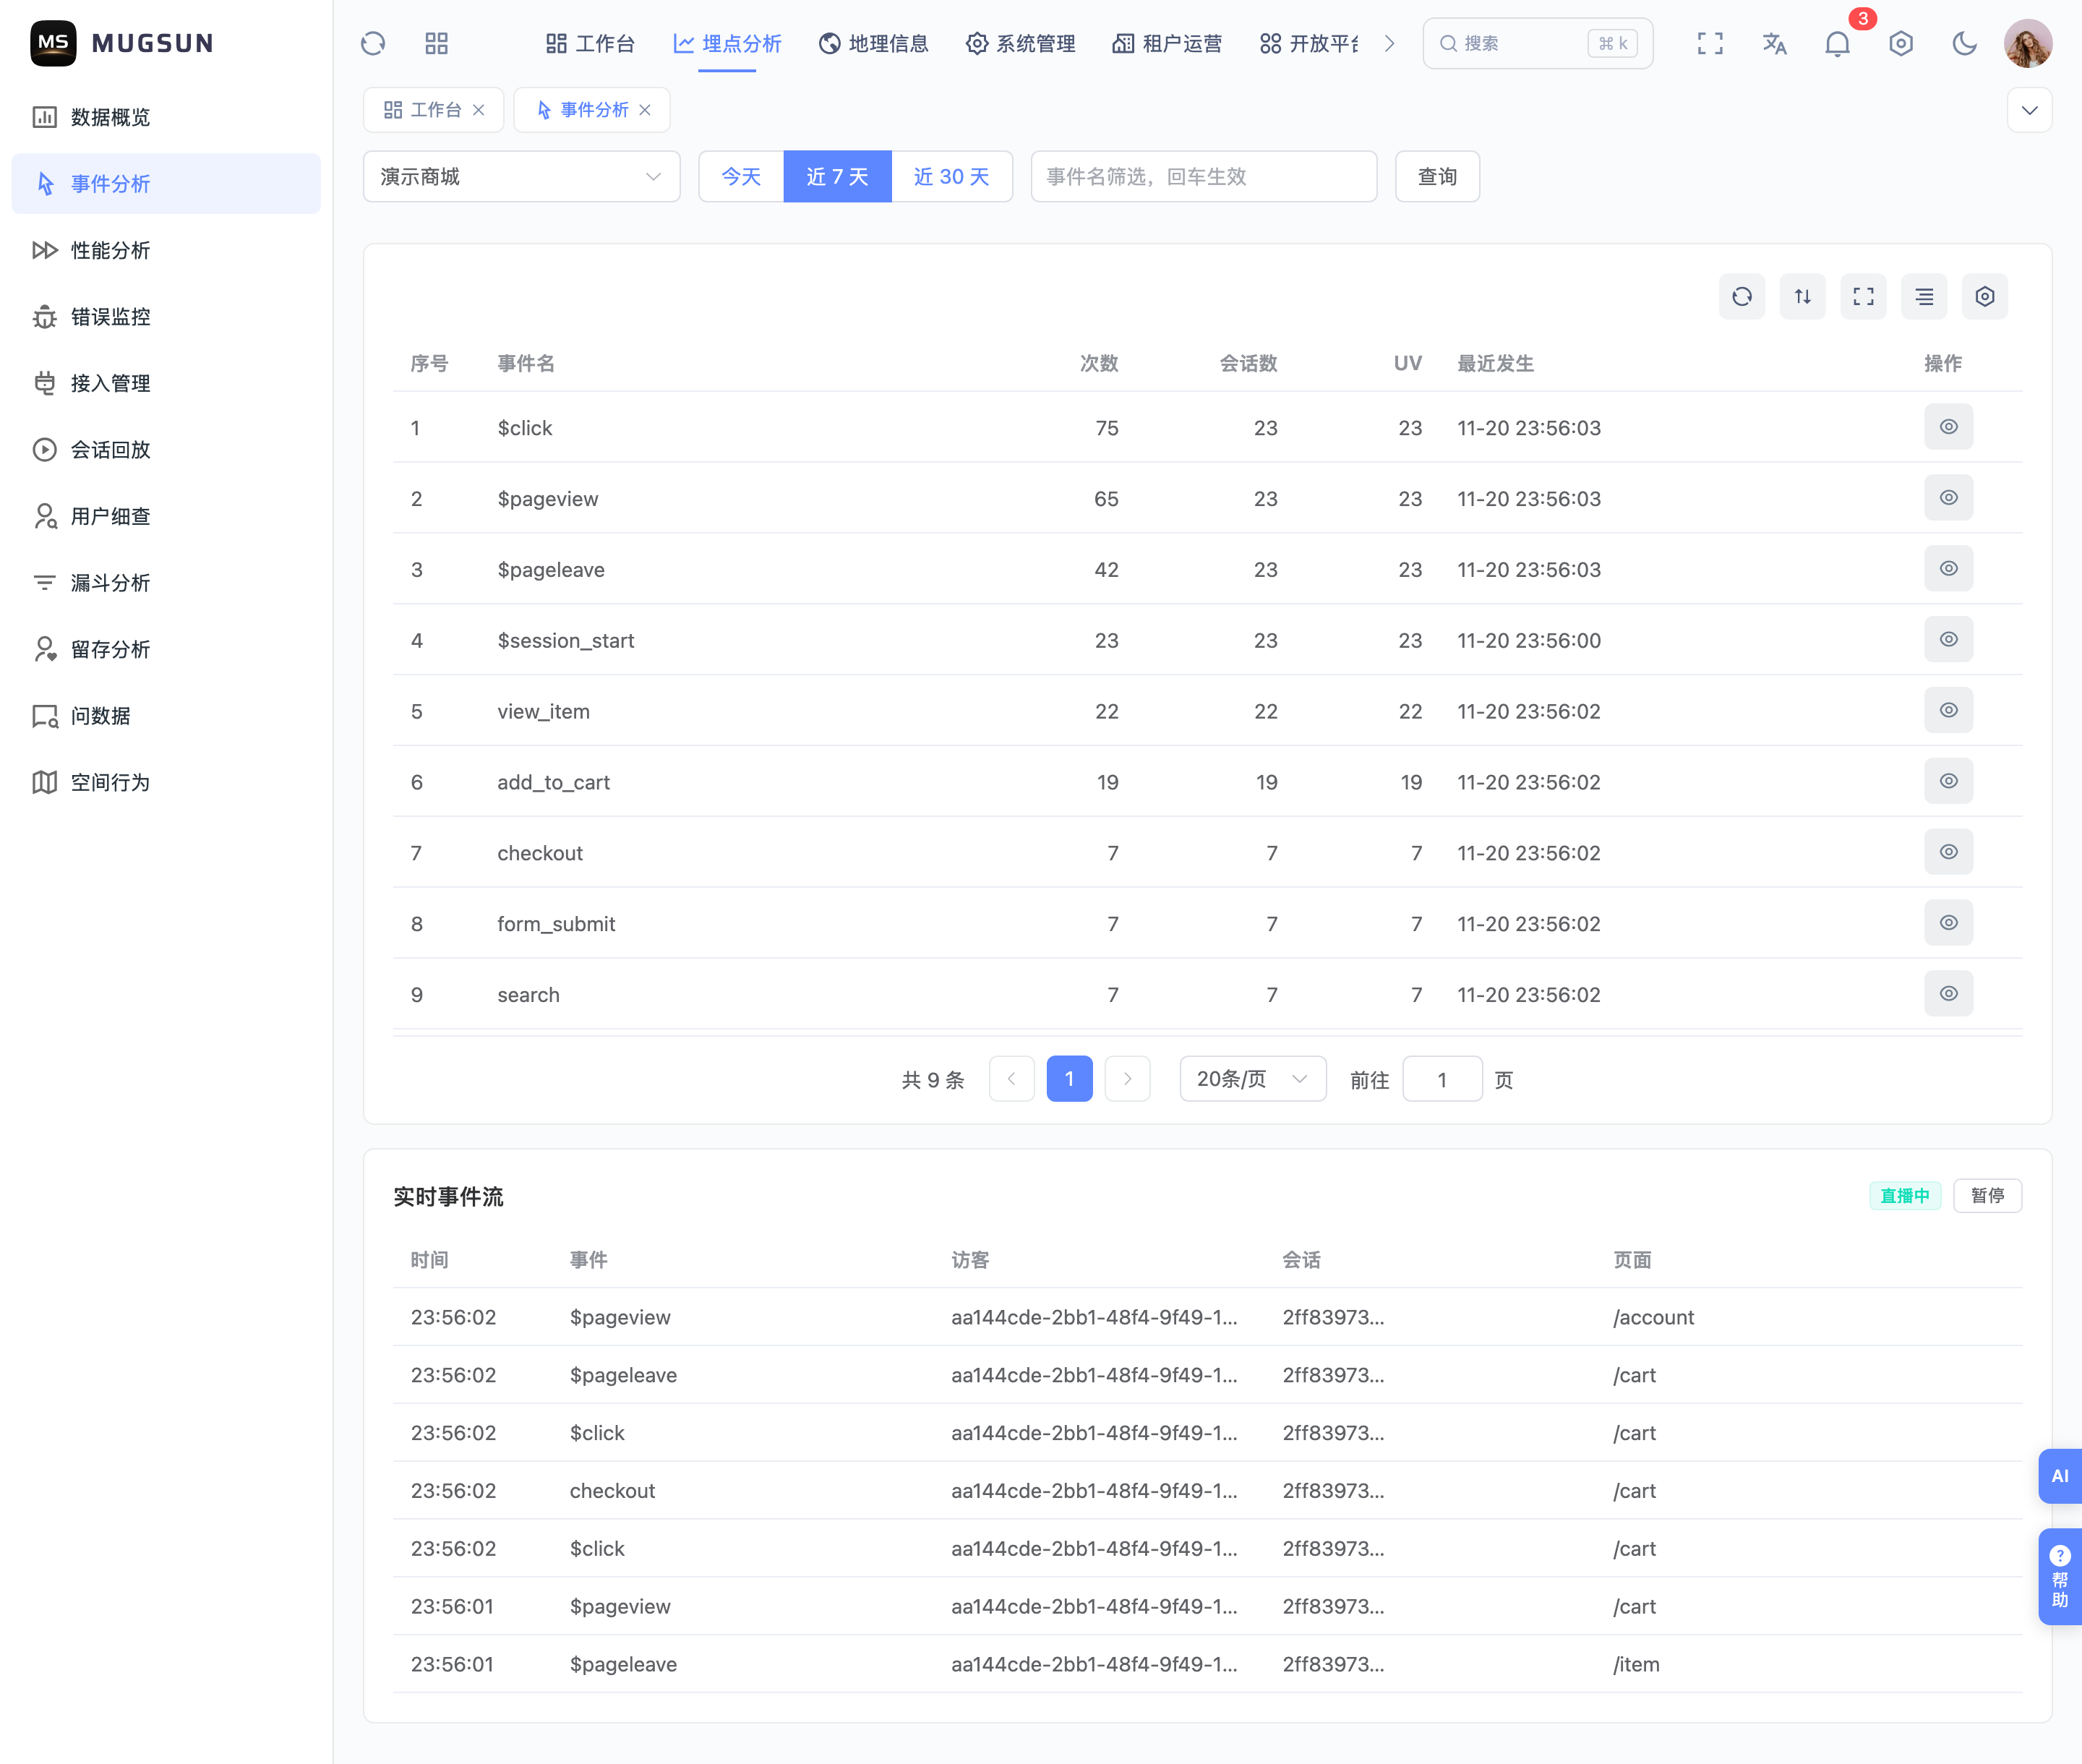 MS MUGSUN
工作台 埋点分析 地理信息 系统管理 租户运营 开放平台 搜索 ⌘ k 3
数据概览
事件分析
性能分析
错误监控
接入管理
会话回放
用户细查
漏斗分析
留存分析
问数据
空间行为
工作台 事件分析
演示商城 今天 近 7 天 近 30 天 事件名筛选，回车生效 查询
序号 事件名 次数 会话数 UV 最近发生 操作
1 $click 75 23 23 11-20 23:56:03
2 $pageview 65 23 23 11-20 23:56:03
3 $pageleave 42 23 23 11-20 23:56:03
4 $session_start 23 23 23 11-20 23:56:00
5 view_item 22 22 22 11-20 23:56:02
6 add_to_cart 19 19 19 11-20 23:56:02
7 checkout 7 7 7 11-20 23:56:02
8 form_submit 7 7 7 11-20 23:56:02
9 search 7 7 7 11-20 23:56:02
共 9 条 1 20条/页 前往 1 页
实时事件流 直播中 暂停
时间 事件 访客 会话 页面
23:56:02 $pageview aa144cde-2bb1-48f4-9f49-1... 2ff83973... /account
23:56:02 $pageleave aa144cde-2bb1-48f4-9f49-1... 2ff83973... /cart
23:56:02 $click aa144cde-2bb1-48f4-9f49-1... 2ff83973... /cart
23:56:02 checkout aa144cde-2bb1-48f4-9f49-1... 2ff83973... /cart
23:56:02 $click aa144cde-2bb1-48f4-9f49-1... 2ff83973... /cart
23:56:01 $pageview aa144cde-2bb1-48f4-9f49-1... 2ff83973... /cart
23:56:01 $pageleave aa144cde-2bb1-48f4-9f49-1... 2ff83973... /item
AI
? 帮助